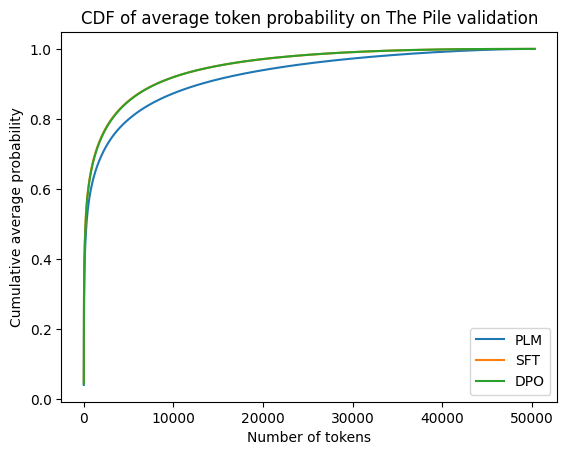 CDF of average token probability on The Pile validation
Cumulative average probability
1.0
0.8
0.6
0.4
0.2
0.0
0
10000
20000
30000
40000
50000
Number of tokens
PLM
SFT
DPO